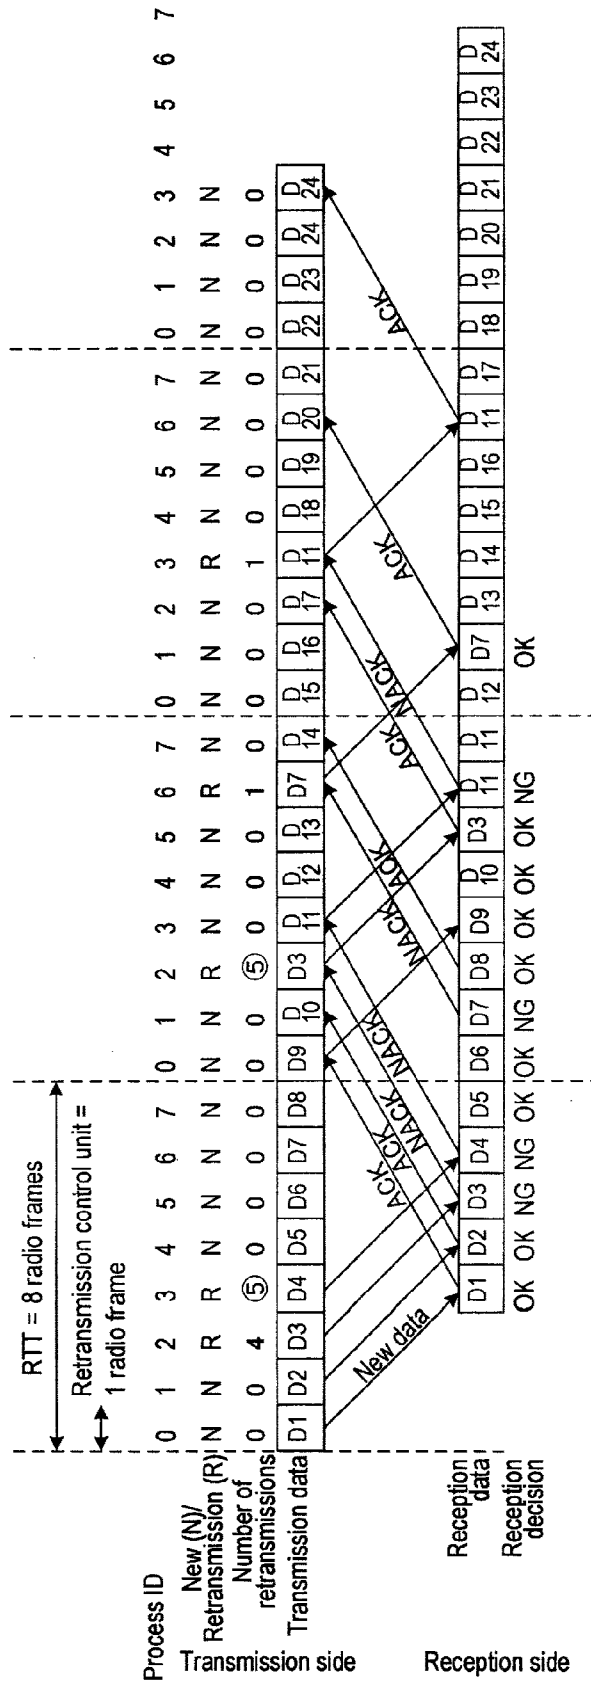 RTT = 8 radio frames
Retransmission control unit =
1 radio frame
Process ID 0 1 2 3 4 5 6 7 0 1 2 3 4 5 6 7 0 1 2 3 4 5 6 7 0 1 2 3 4 5 6 7
New (N)/
Retransmission (R) N N R R N N N N N N R N N N R N N N N R N N N N N N N N
Number of
retransmissions 0 0 4 ⑤ 0 0 0 0 0 0 ⑤ 0 0 0 1 0 0 0 0 1 0 0 0 0 0 0 0 0
Transmission data D1 D2 D3 D4 D5 D6 D7 D8 D9 D10 D3 D11 D12 D13 D7 D14 D15 D16 D17 D11 D18 D19 D20 D21 D22 D23 D24 D24
Transmission side
New data ACK ACK NACK NACK NACK ACK ACK NACK ACK ACK
Reception
data D1 D2 D3 D4 D5 D6 D7 D8 D9 D10 D3 D11 D11 D12 D7 D13 D14 D15 D16 D11 D17 D18 D19 D20 D21 D22 D23 D24
Reception
decision OK OK NG NG OK OK NG OK OK OK OK NG OK
Reception side